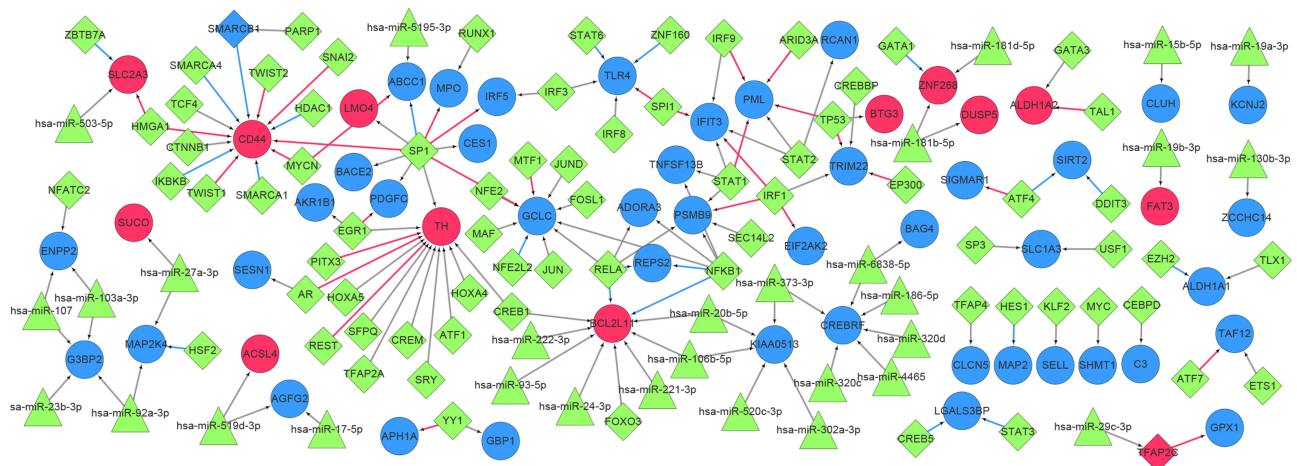 ZBTB7A
SMARCB1
PARP1
hsa-miR-5195-3p
RUNX1
STAT6
ZNF160
IRF9
ARID3A
RCAN1
GATA1
hsa-miR-181d-5p
GATA3
hsa-miR-15b-5p
hsa-miR-19a-3p
SLC2A3
SMARCA4
TWIST2
SNAI2
ABCC1
MPO
IRF5
IRF3
TLR4
SPI1
PML
CREBBP
ZNF268
ALDH1A2
CLUH
KCNJ2
hsa-miR-503-5p
HMGA1
TCF4
HDAC1
LMO4
IRF8
IFIT3
TP53
BTG3
DUSP5
TAL1
CTNNB1
CD44
MYCN
SP1
CES1
STAT2
TRIM22
hsa-miR-181b-5p
hsa-miR-19b-3p
hsa-miR-130b-3p
IKBKB
TWIST1
SMARCA1
BACE2
MTF1
JUND
TNFSF13B
STAT1
EP300
SIGMAR1
SIRT2
NFATC2
AKR1B1
PDGFC
NFE2
FOSL1
ADORA3
PSMB9
IRF1
ATF4
DDIT3
FAT3
ZCCHC14
SUCO
EGR1
TH
MAF
GCLC
SEC14L2
EIF2AK2
BAG4
SP3
SLC1A3
USF1
ENPP2
hsa-miR-27a-3p
SESN1
PITX3
NFE2L2
JUN
RELA
REPS2
NFKB1
hsa-miR-6838-5p
EZH2
TLX1
hsa-miR-107
hsa-miR-103a-3p
AR
HOXA5
HOXA4
CREB1
hsa-miR-373-3p
hsa-miR-186-5p
ALDH1A1
G3BP2
MAP2K4
HSF2
ACSL4
REST
SFPQ
CREM
ATF1
hsa-miR-222-3p
BCL2L11
hsa-miR-20b-5p
KIAA0513
CREBRF
hsa-miR-320d
TFAP4
HES1
KLF2
MYC
CEBPD
TAF12
TFAP2A
SRY
hsa-miR-106b-5p
CLCN5
MAP2
SELL
SHMT1
C3
hsa-miR-93-5p
hsa-miR-221-3p
hsa-miR-320c
hsa-miR-4465
ATF7
ETS1
sa-miR-23b-3p
hsa-miR-92a-3p
hsa-miR-519d-3p
AGFG2
hsa-miR-17-5p
hsa-miR-24-3p
FOXO3
hsa-miR-520c-3p
hsa-miR-302a-3p
LGALS3BP
APH1A
YY1
GBP1
CREB5
STAT3
hsa-miR-29c-3p
TFAP2C
GPX1